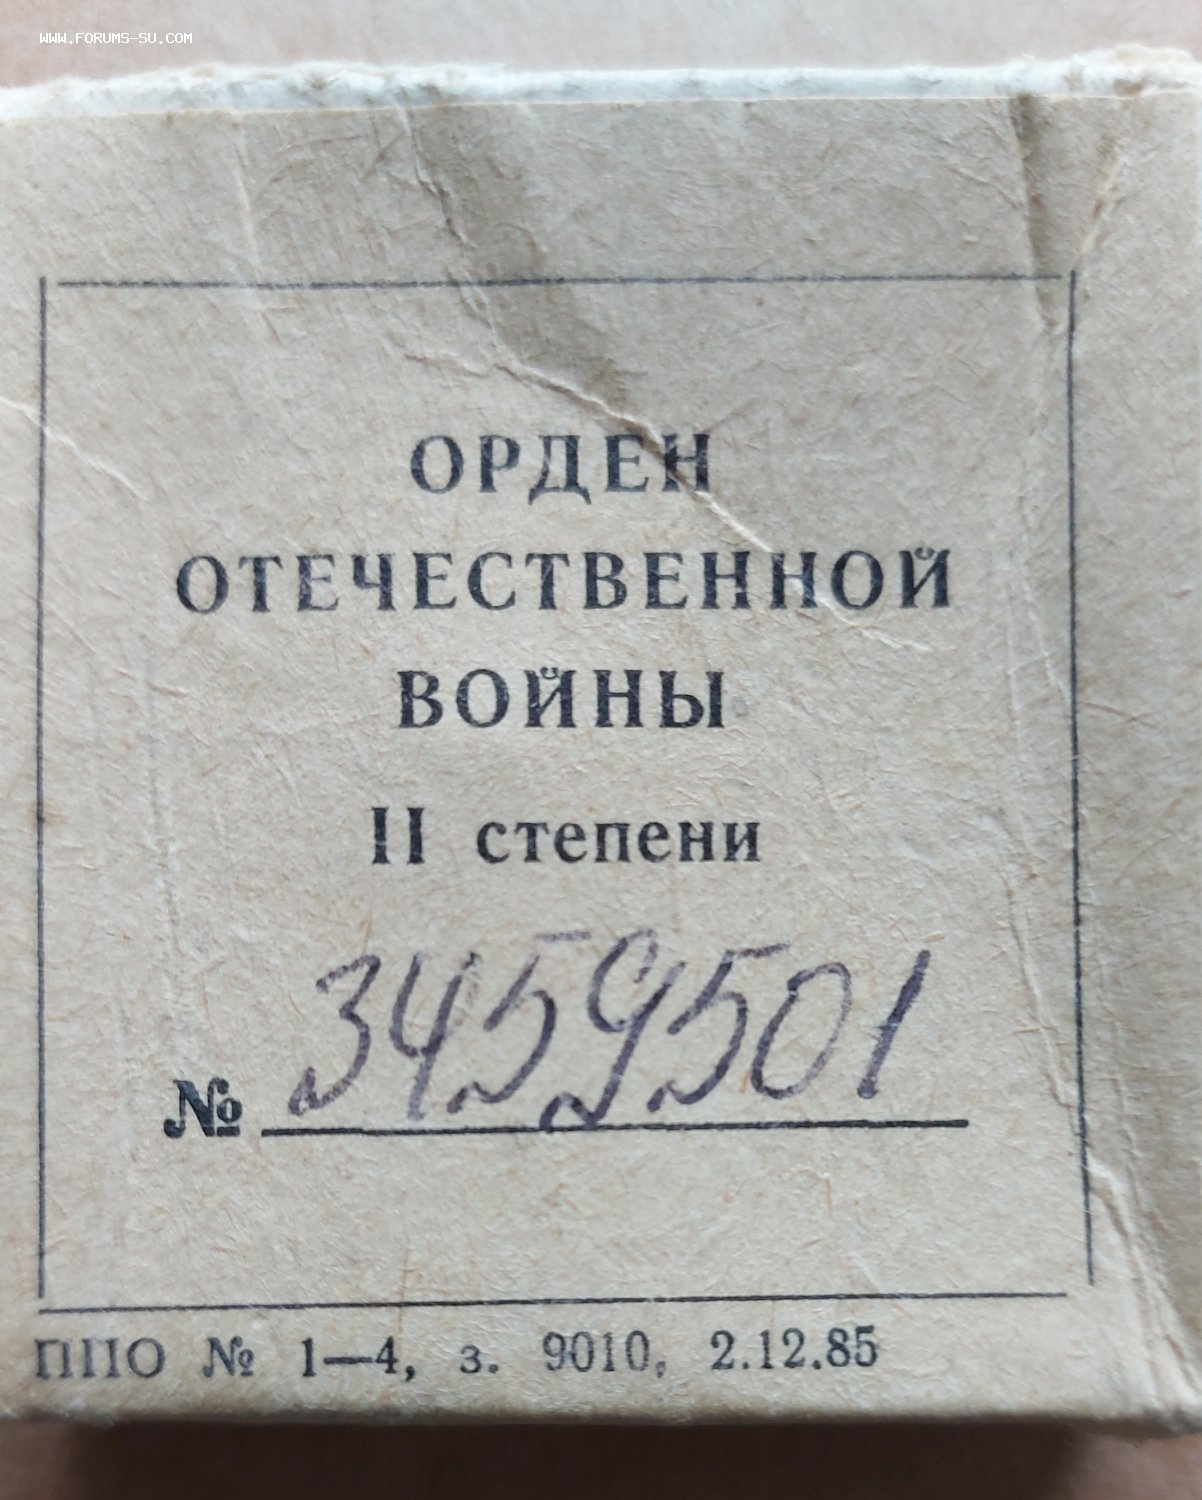 WWW.FORUMS-SU.COM
ОРДЕН
ОТЕЧЕСТВЕННОЙ
ВОЙНЫ
II степени
№ 3459501
ППО № 1—4, з. 9010, 2.12.85